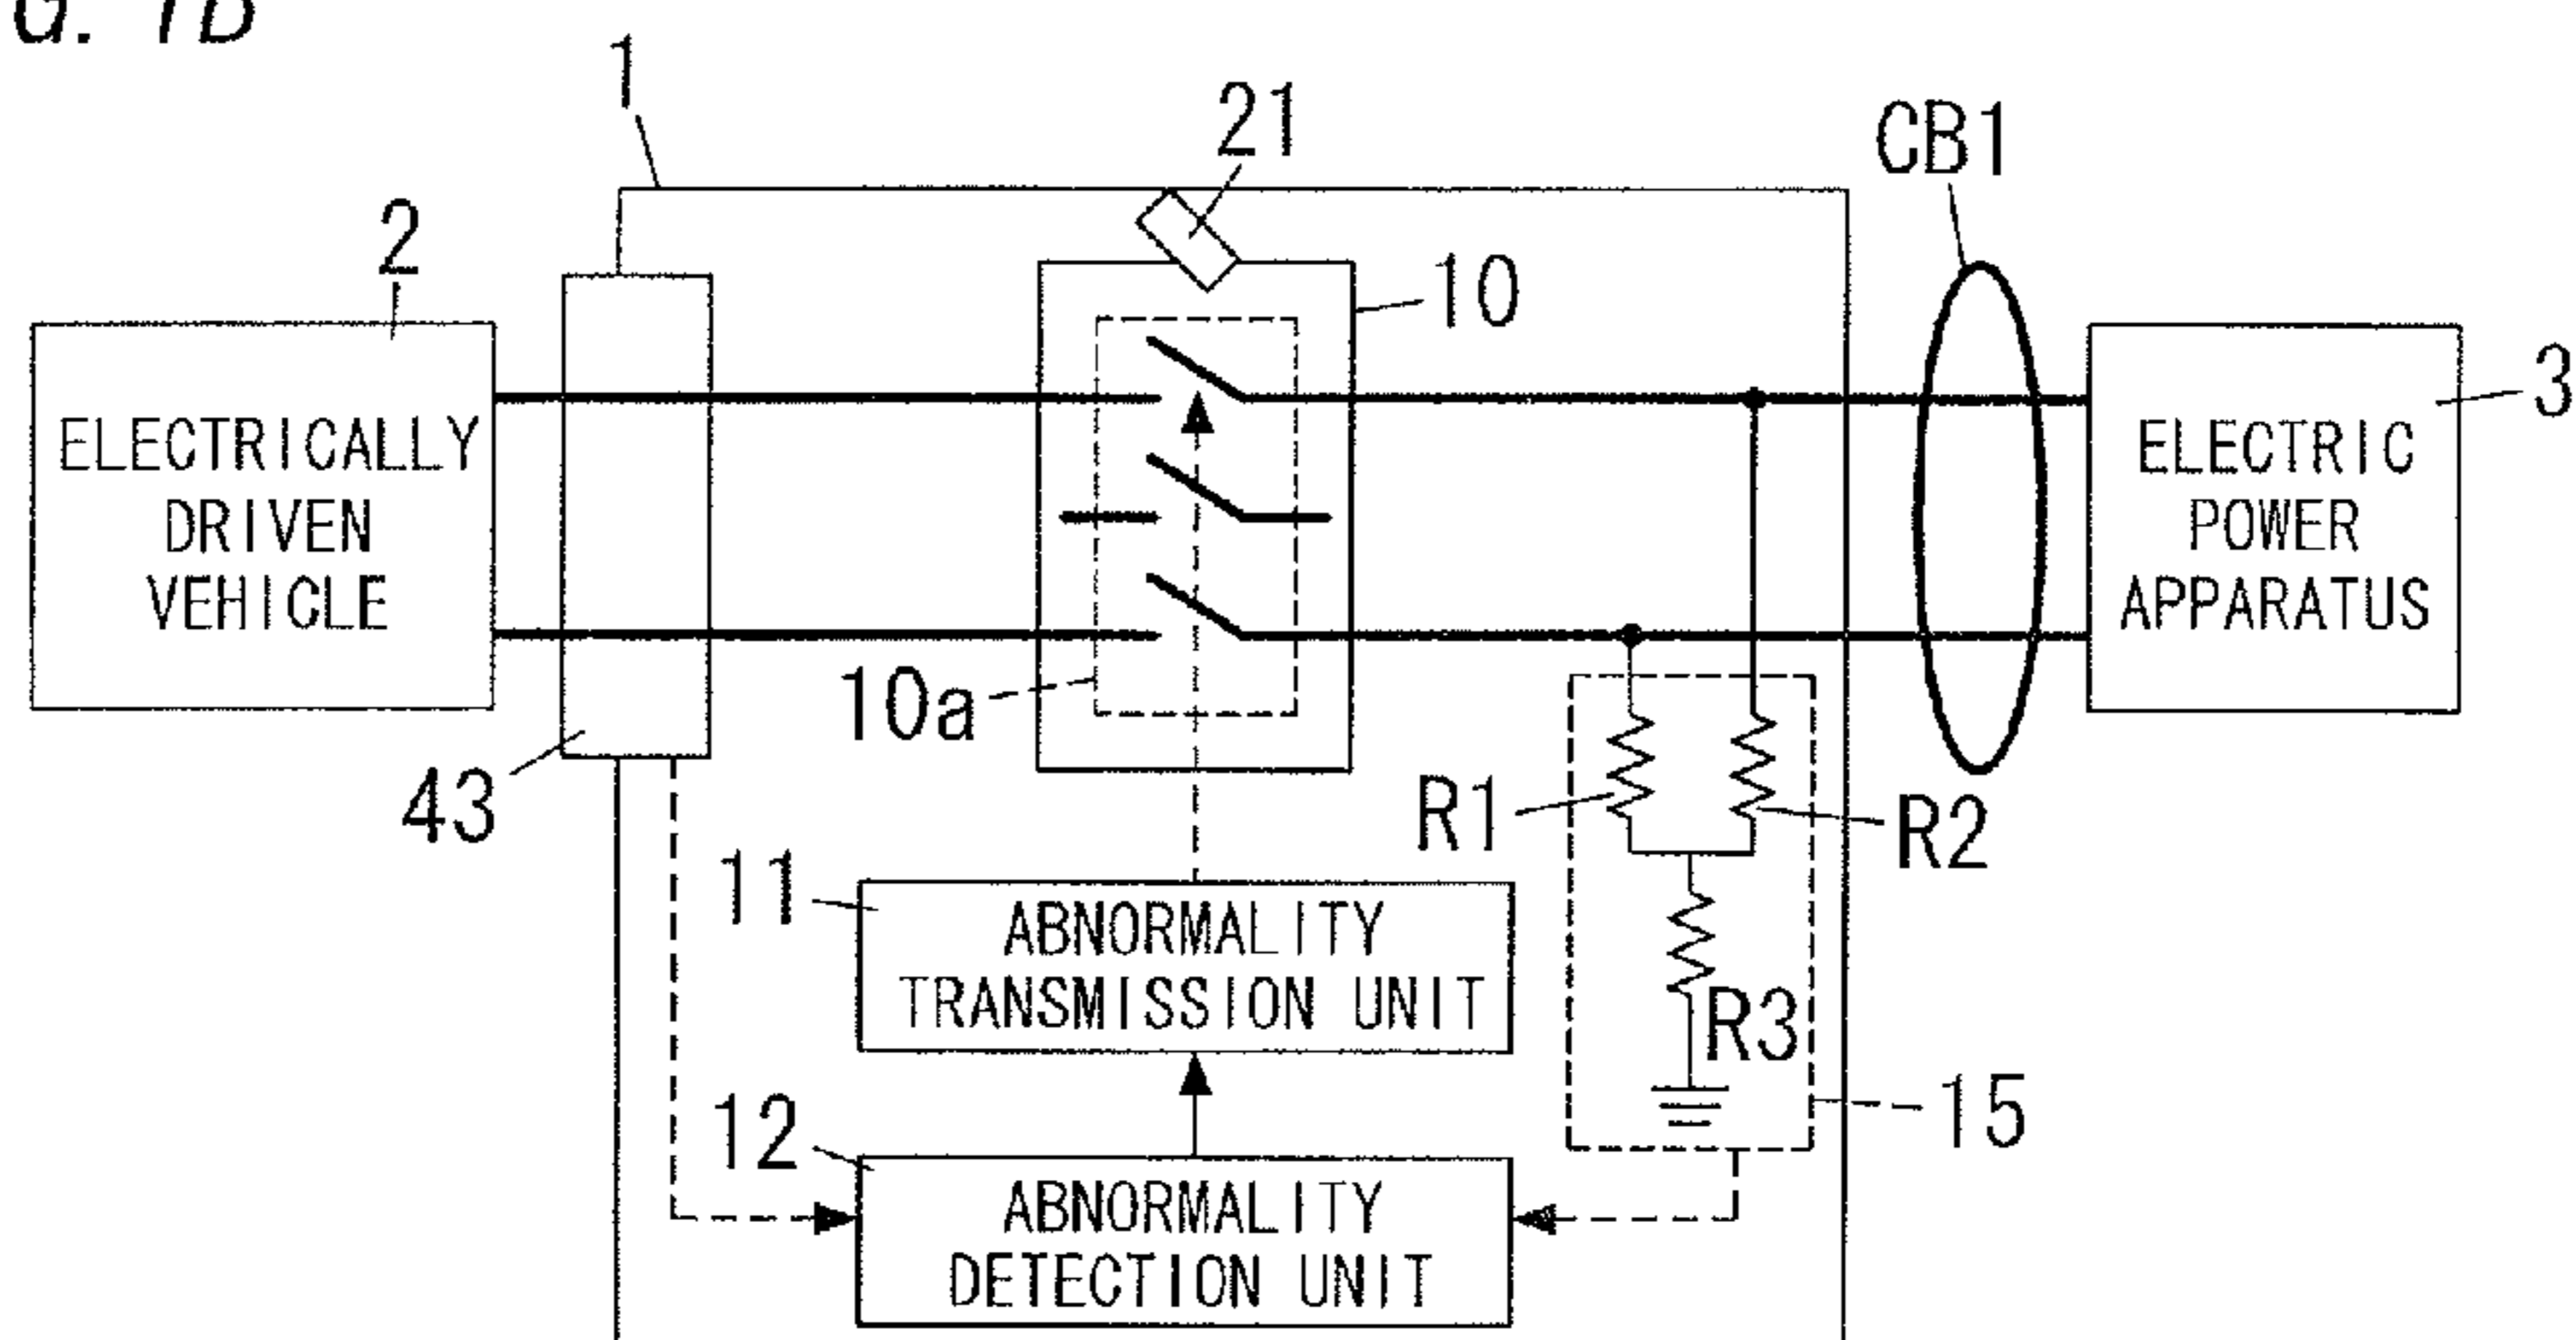 G. 1B
1
21
CB1
2
10
3
ELECTRICALLY
DRIVEN
VEHICLE
ELECTRIC
POWER
APPARATUS
10a
43
R1
R2
11
ABNORMALITY
TRANSMISSION UNIT
R3
12
15
ABNORMALITY
DETECTION UNIT